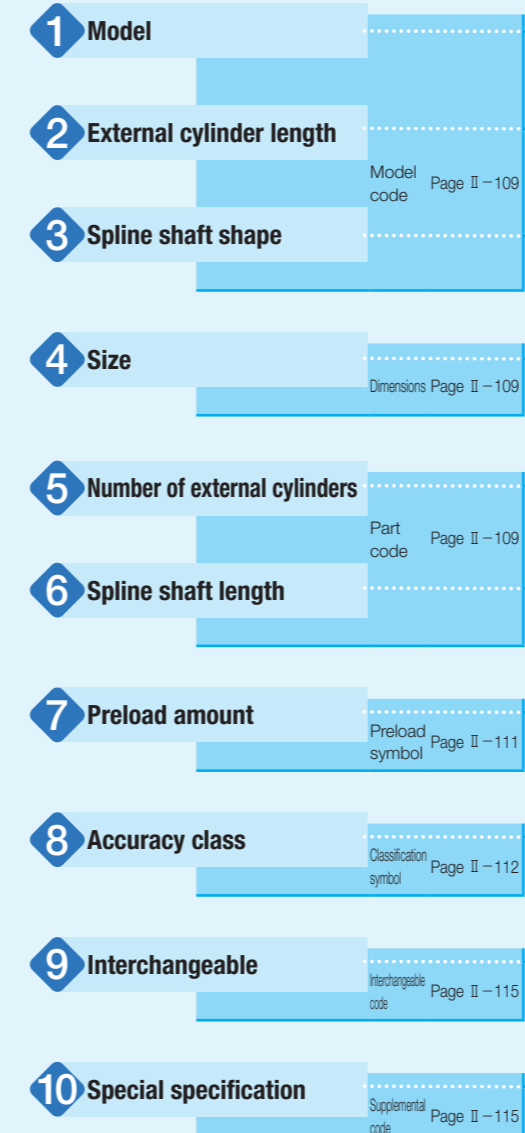 1 Model
2 External cylinder length
Model code Page Ⅱ－109
3 Spline shaft shape
4 Size
Dimensions Page Ⅱ－109
5 Number of external cylinders
Part code Page Ⅱ－109
6 Spline shaft length
7 Preload amount
Preload symbol Page Ⅱ－111
8 Accuracy class
Classification symbol Page Ⅱ－112
9 Interchangeable
Interchangeable code Page Ⅱ－115
10 Special specification
Supplemental code Page Ⅱ－115